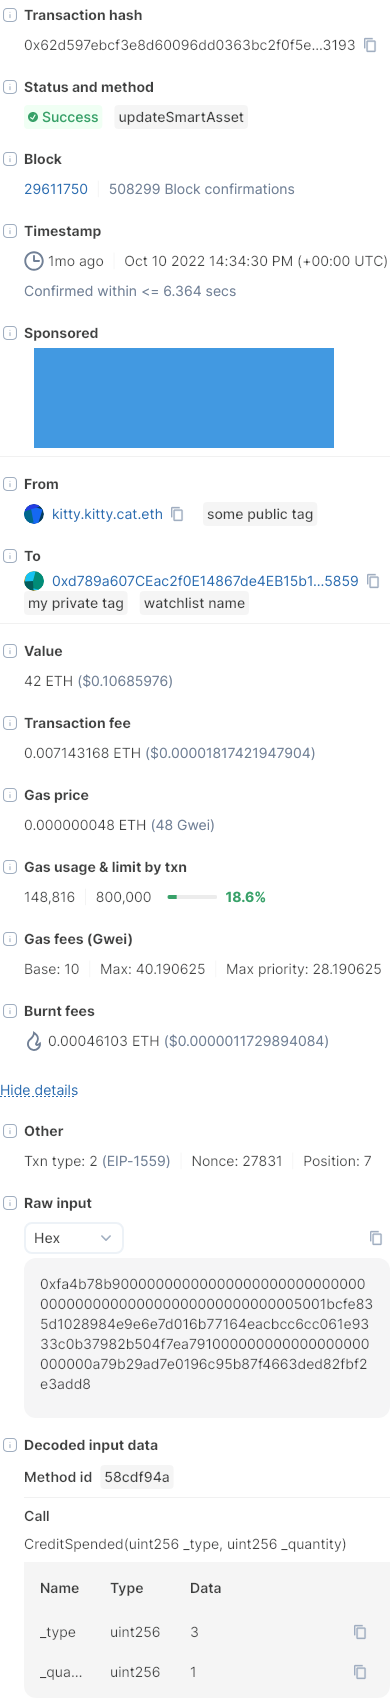 Transaction hash
0x62d597ebcf3e8d60096dd0363bc2f0f5e...3193
Status and method
Success updateSmartAsset
Block
29611750 508299 Block confirmations
Timestamp
1mo ago Oct 10 2022 14:34:30 PM (+00:00 UTC)
Confirmed within <= 6.364 secs
Sponsored
From
kitty.kitty.cat.eth some public tag
To
0xd789a607CEac2f0E14867de4EB15b1...5859
my private tag watchlist name
Value
42 ETH ($0.10685976)
Transaction fee
0.007143168 ETH ($0.00001817421947904)
Gas price
0.000000048 ETH (48 Gwei)
Gas usage & limit by txn
148,816 800,000 18.6%
Gas fees (Gwei)
Base: 10 Max: 40.190625 Max priority: 28.190625
Burnt fees
0.00046103 ETH ($0.0000011729894084)
Hide details
Other
Txn type: 2 (EIP-1559) Nonce: 27831 Position: 7
Raw input
Hex
0xfa4b78b90000000000000000000000000000
00000000000000000000000000005001bcfe83
5d1028984e9e6e7d016b77164eacbcc6cc061e93
33c0b37982b504f7ea791000000000000000000
0000000a79b29ad7e0196c95b87f4663ded82fbf2
e3add8
Decoded input data
Method id 58cdf94a
Call
CreditSpended(uint256 _type, uint256 _quantity)
Name Type Data
_type uint256 3
_qua... uint256 1